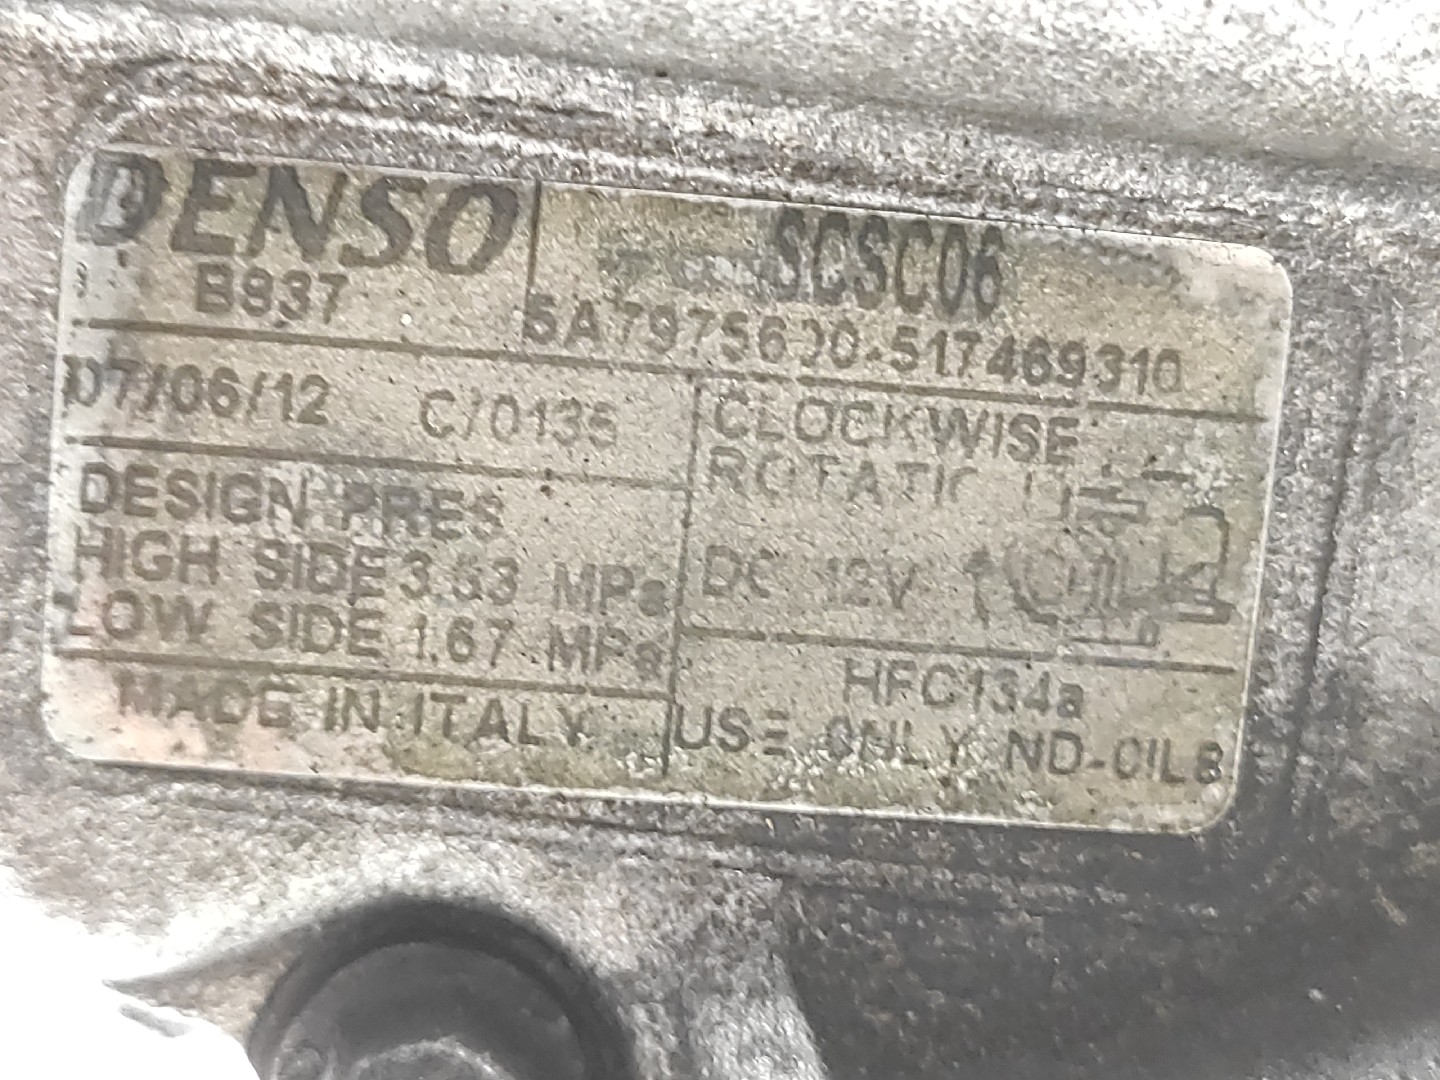 DENSO
SCSC06
B937
5A7975600-517469310
07/06/12 C/0135
CLOCKWISE
DESIGN PRES
HIGH SIDE 3.53 MPa
LOW SIDE 1.67 MPa
DC 12V
HFC134a
MADE IN ITALY
USE ONLY ND-OIL8